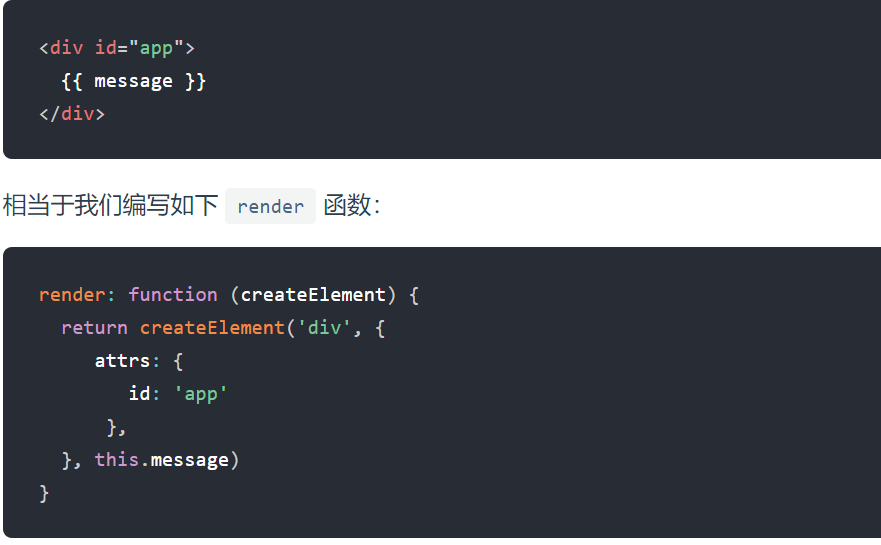 <div id="app">
  {{ message }}
</div>
相当于我们编写如下 render 函数：
render: function (createElement) {
  return createElement('div', {
     attrs: {
        id: 'app'
      },
  }, this.message)
}